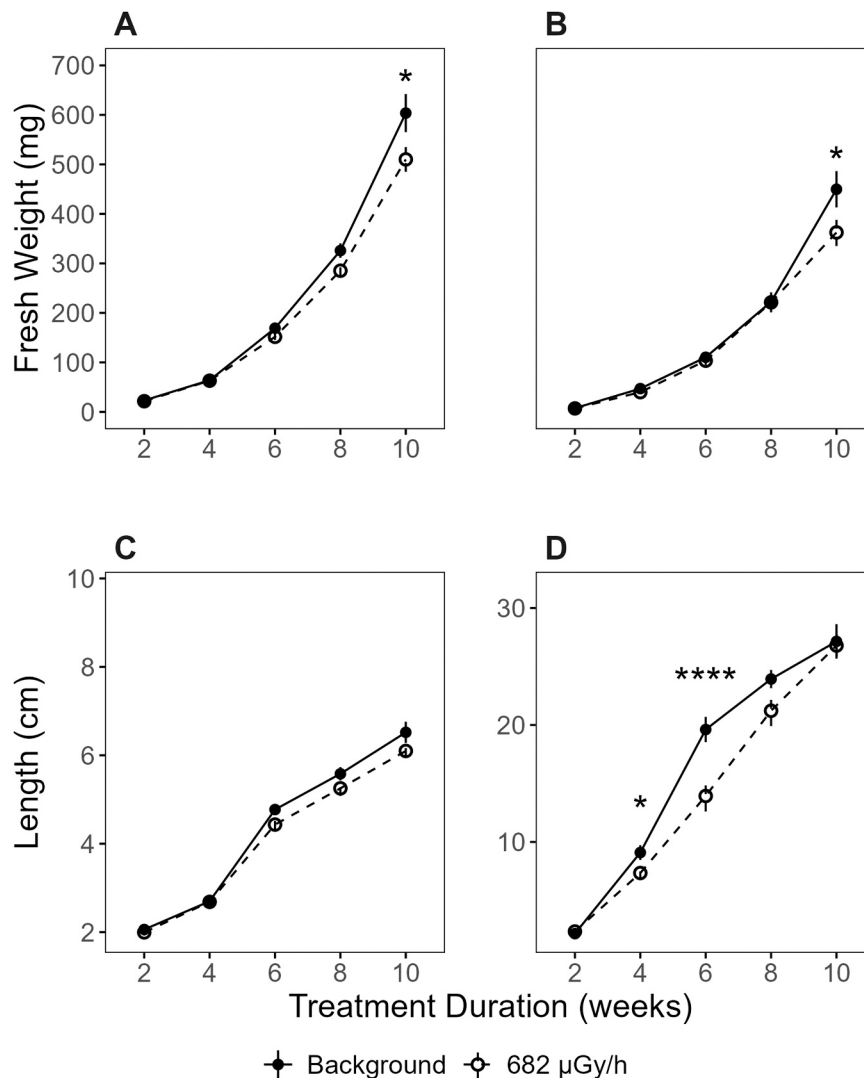 A
B
700
600
500
400
300
200
100
0
Fresh Weight (mg)
*
*
2 4 6 8 10
2 4 6 8 10
C
D
10
8
6
4
2
Length (cm)
30
20
10
*
****
2 4 6 8 10
2 4 6 8 10
Treatment Duration (weeks)
Background 682 µGy/h